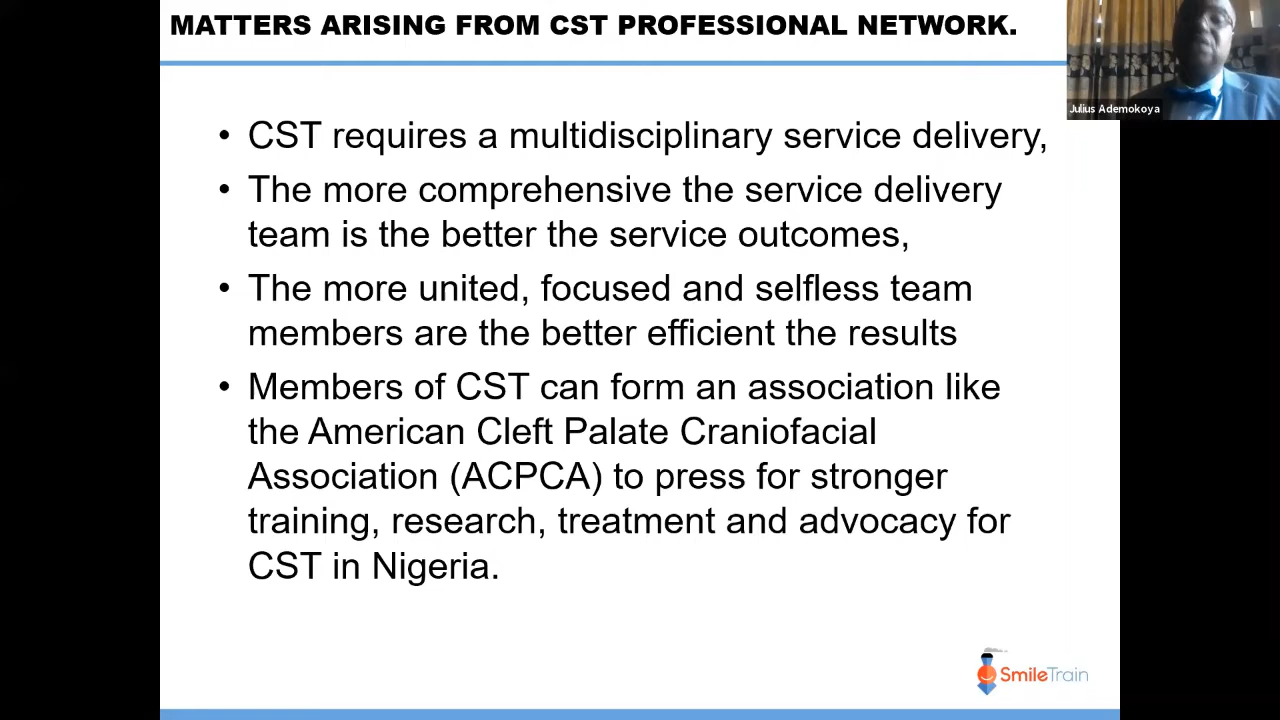 MATTERS ARISING FROM CST PROFESSIONAL NETWORK.
Julius Ademokoya
• CST requires a multidisciplinary service delivery,
• The more comprehensive the service delivery
team is the better the service outcomes,
• The more united, focused and selfless team
members are the better efficient the results
• Members of CST can form an association like
the American Cleft Palate Craniofacial
Association (ACPCA) to press for stronger
training, research, treatment and advocacy for
CST in Nigeria.
SmileTrain